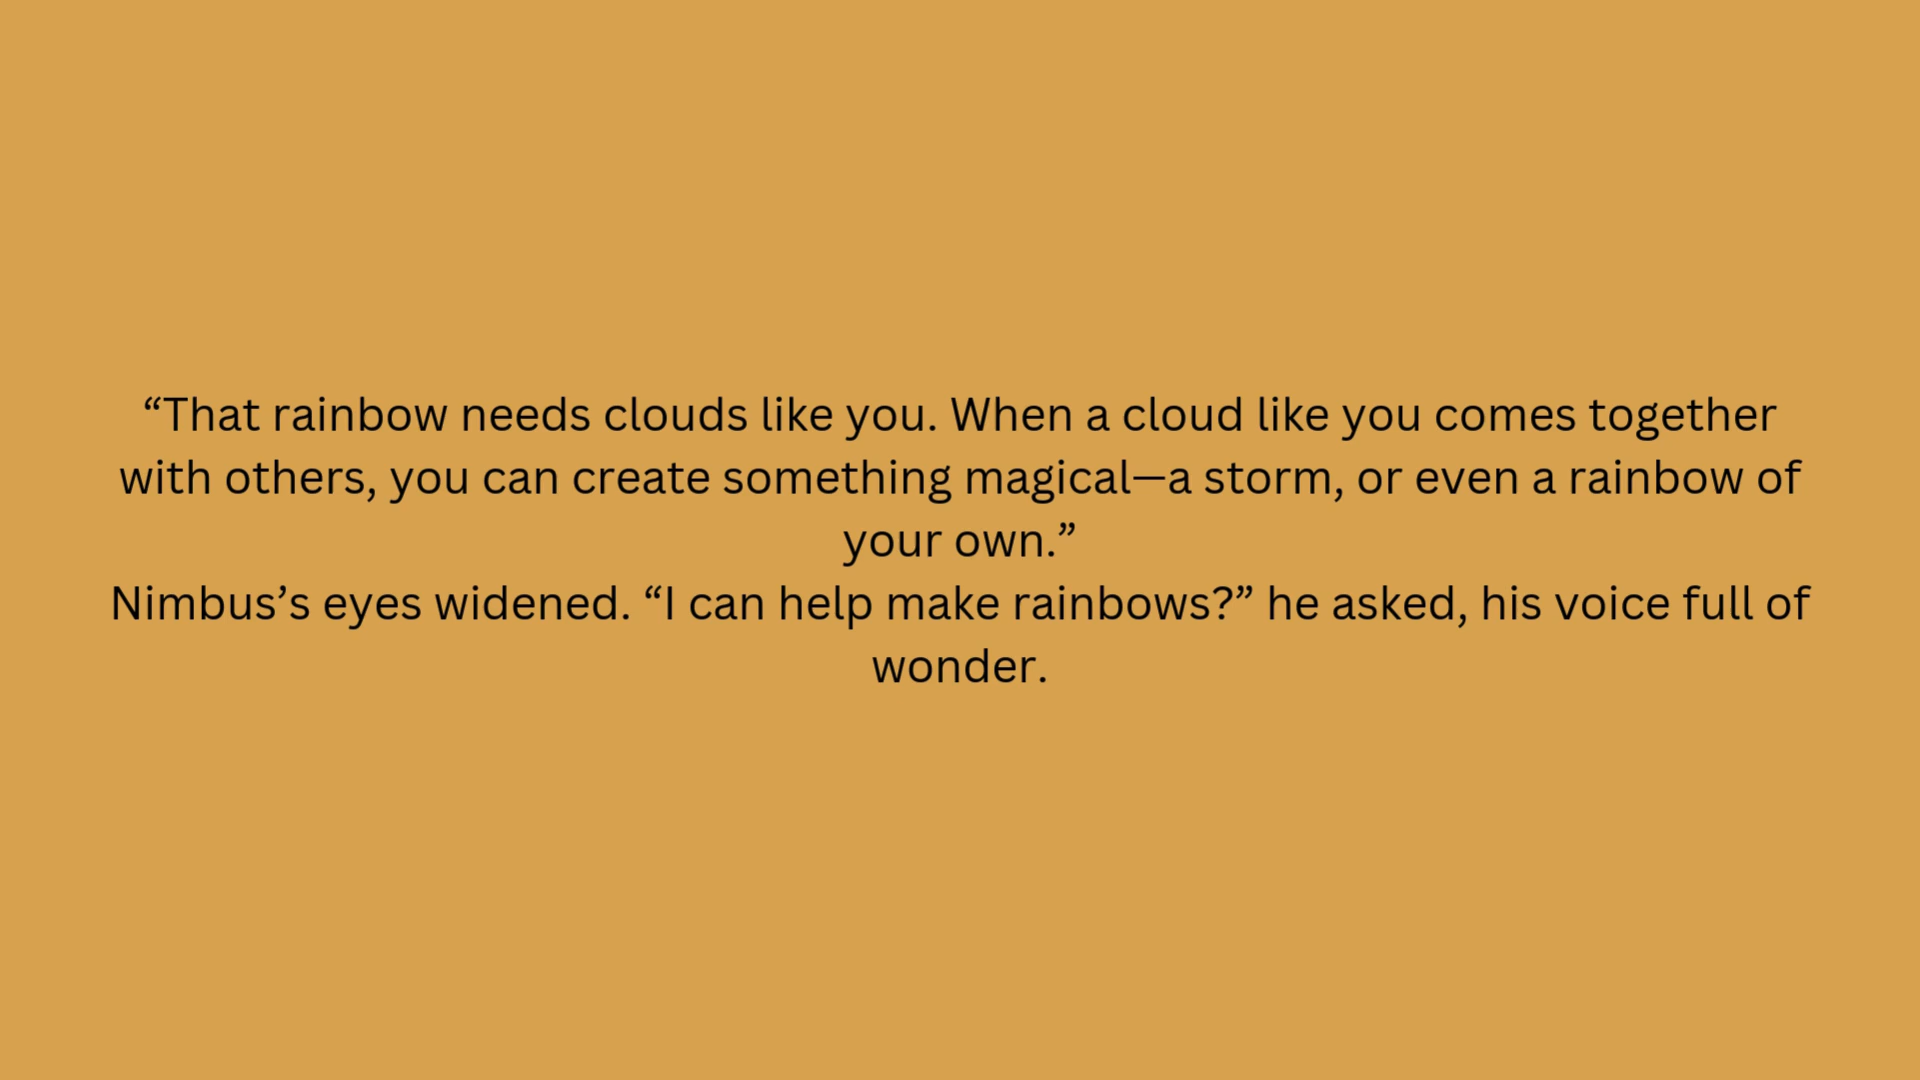 “That rainbow needs clouds like you. When a cloud like you comes together
with others, you can create something magical—a storm, or even a rainbow of
your own.”
Nimbus’s eyes widened. “I can help make rainbows?” he asked, his voice full of
wonder.